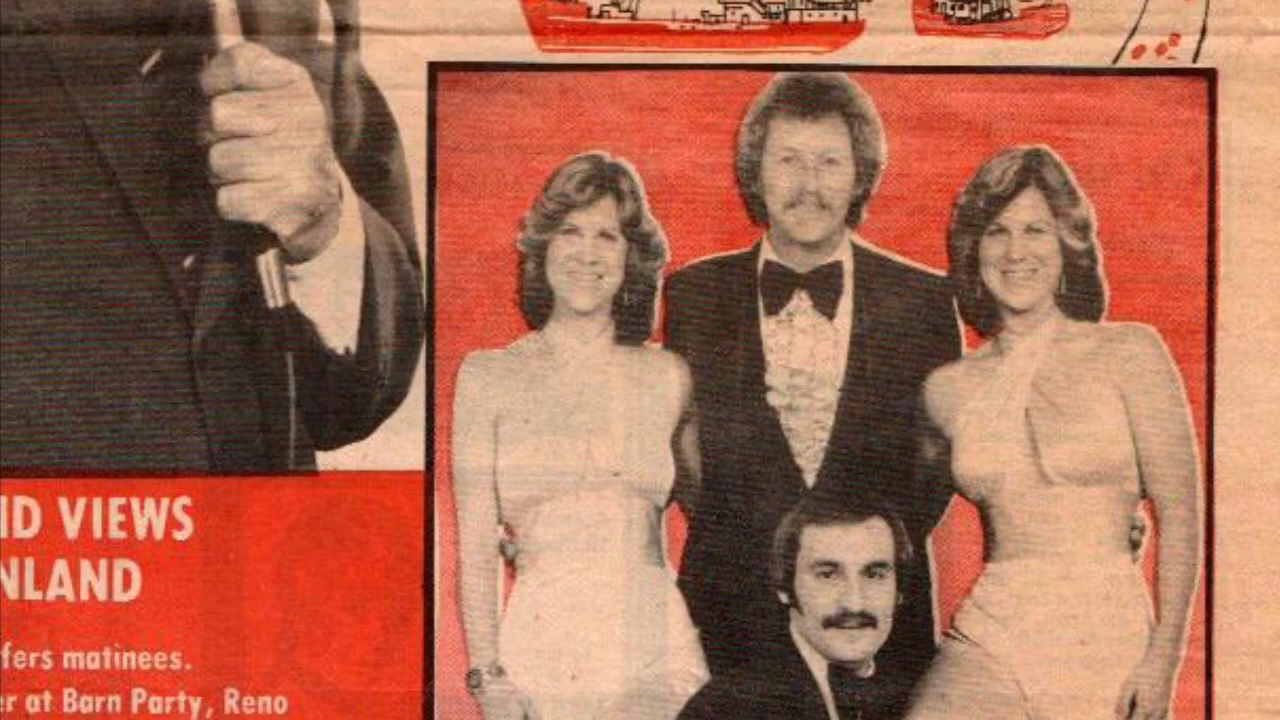 ID VIEWS
NLAND
fers matinees.
er at Barn Party, Reno